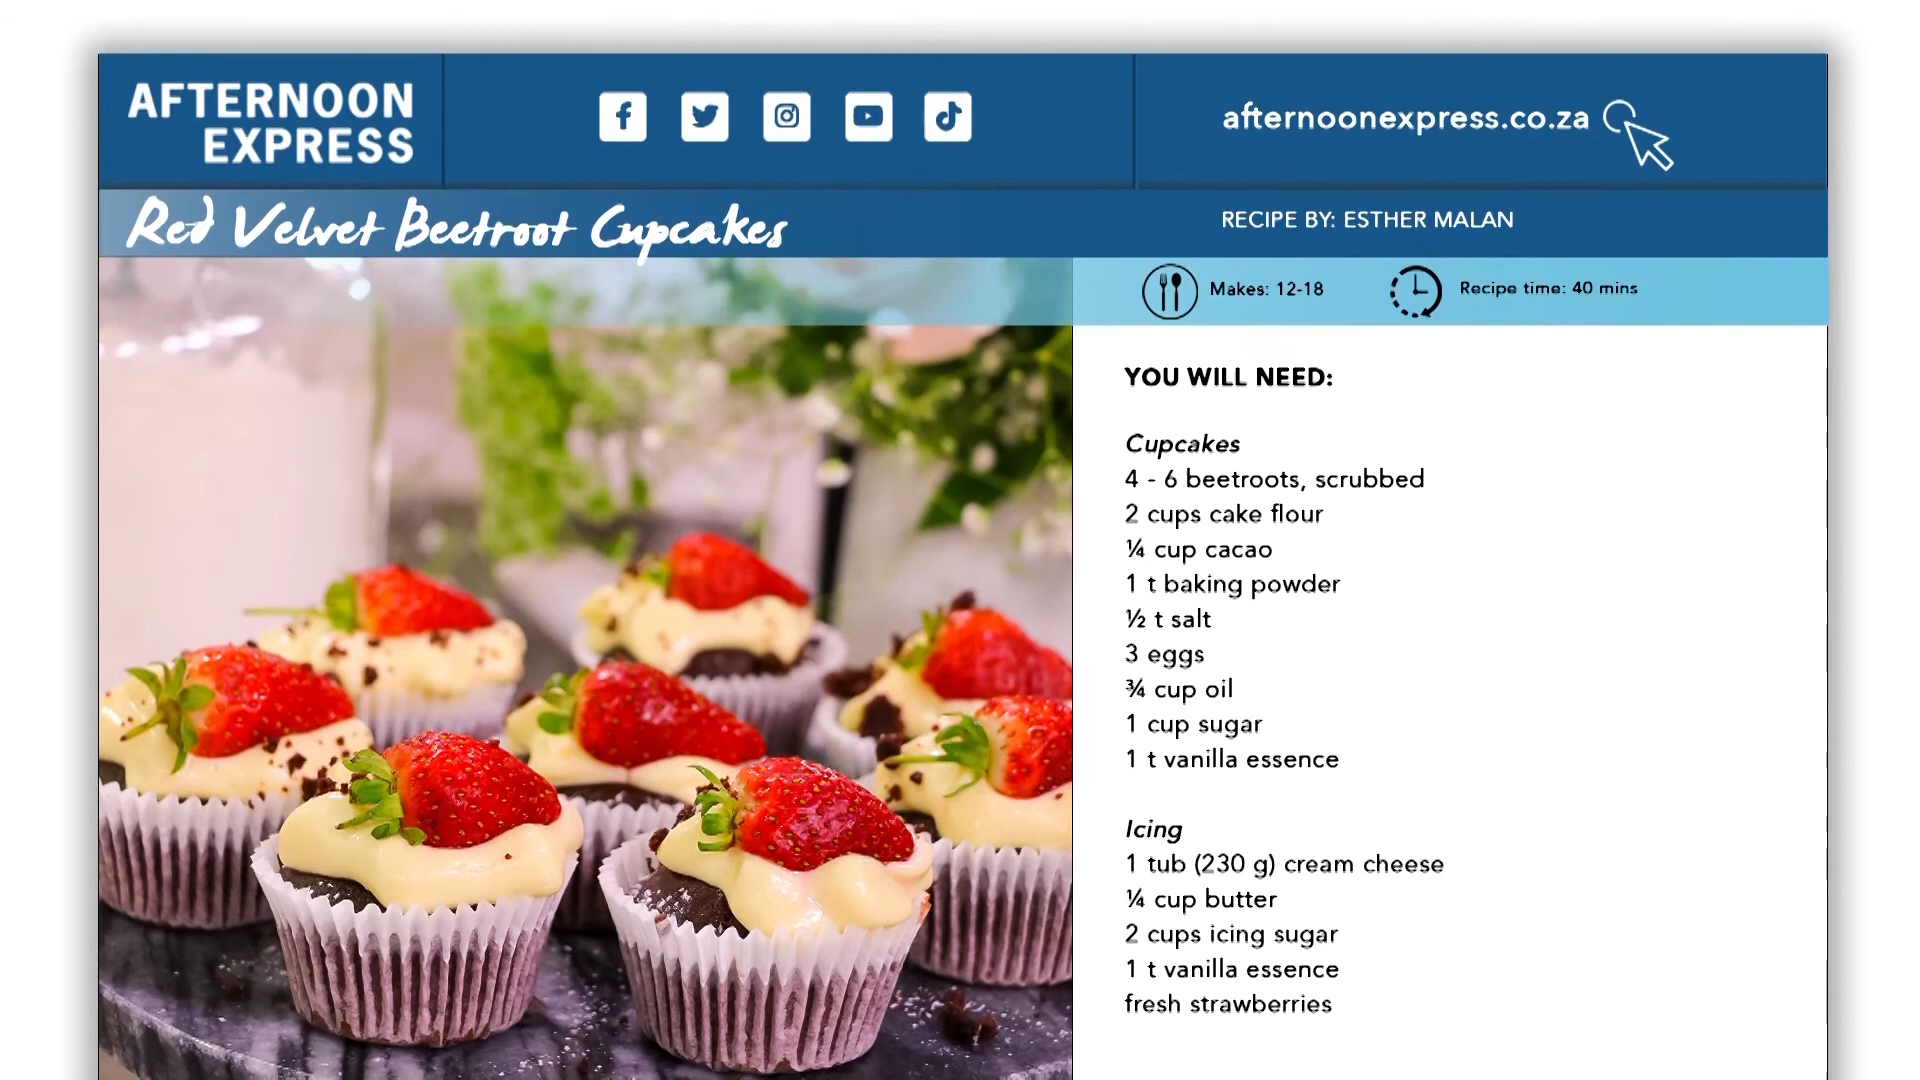 AFTERNOON
EXPRESS
afternoonexpress.co.za
Red Velvet Beetroot Cupcakes
RECIPE BY: ESTHER MALAN
Makes: 12-18
Recipe time: 40 mins
YOU WILL NEED:
Cupcakes
4 - 6 beetroots, scrubbed
2 cups cake flour
¼ cup cacao
1 t baking powder
½ t salt
3 eggs
¾ cup oil
1 cup sugar
1 t vanilla essence
Icing
1 tub (230 g) cream cheese
¼ cup butter
2 cups icing sugar
1 t vanilla essence
fresh strawberries